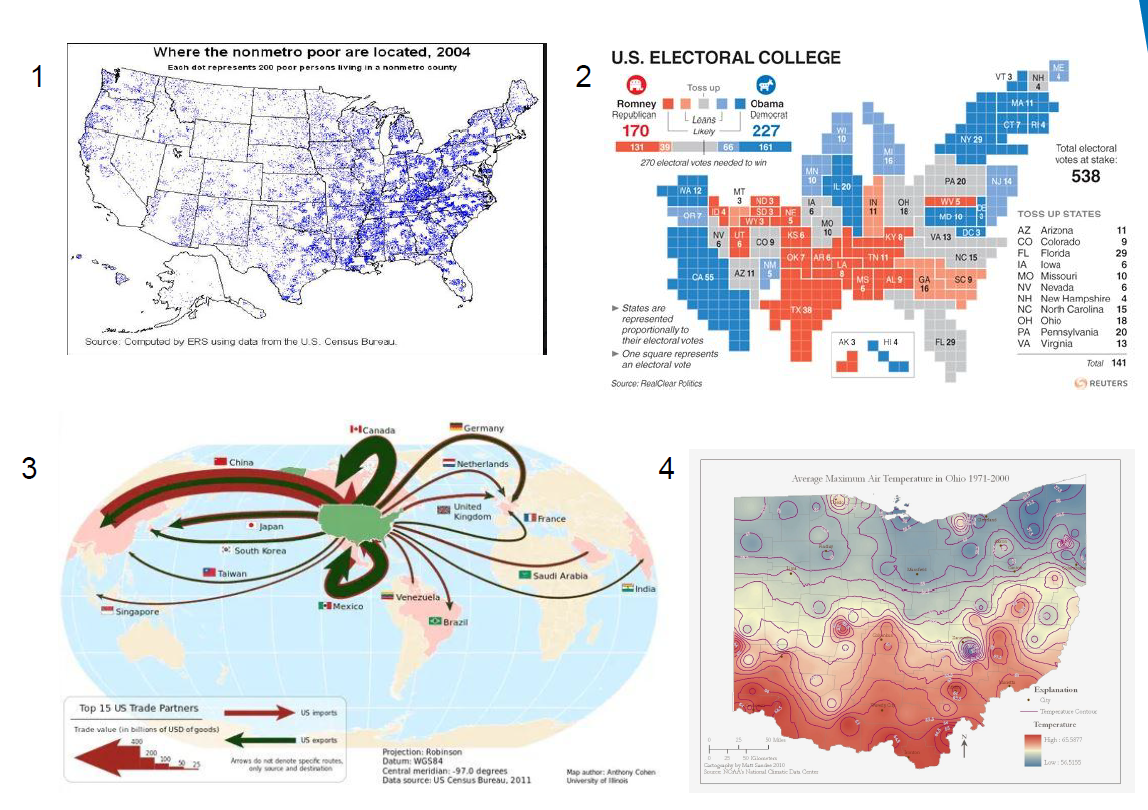 1
Where the nonmetro poor are located, 2004
Each dot represents 200 poor persons living in a nonmetro county
Source: Computed by ERS using data from the U.S. Census Bureau.
2
U.S. ELECTORAL COLLEGE
Romney
Republican
170
Toss up
Leans
Likely
Obama
Democrat
227
131 39 66 161
270 electoral votes needed to win
Total electoral
votes at stake:
538
VT 3
NH
4
ME
4
MA 11
CT 7
RI 4
NY 29
WI
10
MI
16
MN
10
IL 20
IA
6
IN
11
OH
18
PA 20
NJ 14
WV 5
MD 10
DE
3
DC 3
WA 12
OR 7
MT
3
ID 4
ND 3
SD 3
WY 3
NE
5
NV
6
UT
6
CO 9
KS 6
MO
10
KY 8
VA 13
NC 15
CA 55
AZ 11
NM
5
OK 7
AR 6
LA
8
TN 11
MS
6
AL 9
GA
16
SC 9
TX 38
FL 29
AK 3
HI 4
TOSS UP STATES
AZ Arizona 11
CO Colorado 9
FL Florida 29
IA Iowa 6
MO Missouri 10
NV Nevada 6
NH New Hampshire 4
NC North Carolina 15
OH Ohio 18
PA Pennsylvania 20
VA Virginia 13
Total 141
States are
represented
proportionally to
their electoral votes
One square represents
an electoral vote
Source: RealClear Politics
REUTERS
3
Canada
Germany
China
Netherlands
United
Kingdom
France
Japan
South Korea
Taiwan
Singapore
Saudi Arabia
India
Mexico
Venezuela
Brazil
Top 15 US Trade Partners
Trade value (in billions of USD of goods)
400
200
100
50
25
US imports
US exports
Arrows do not denote specific routes,
only source and destination
Projection: Robinson
Datum: WGS84
Central meridian: -97.0 degrees
Data source: US Census Bureau, 2011
Map author: Anthony Cohen
University of Illinois
4
Average Maximum Air Temperature in Ohio 1971-2000
Explanation
City
Temperature Contour
Temperature
High : 65.5877
Low : 56.5155
0 25 50 Miles
0 25 50 Kilometers
N
Cartography by Matt Sander 2010
Source: NOAA's National Climatic Data Center